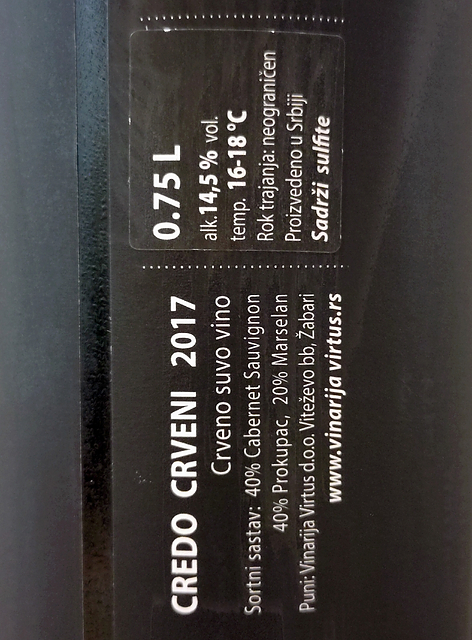 CREDO CRVENI 2017
Crveno suvo vino
Sortni sastav: 40% Cabernet Sauvignon
40% Prokupac, 20% Marselan
Puni: Vinarija Virtus d.o.o. Viteževo bb, Žabari
www.vinarija virtus.rs
0.75 L
alk.14,5 % vol.
temp. 16-18 °C
Rok trajanja: neograničen
Proizvedeno u Srbiji
Sadrži sulfite